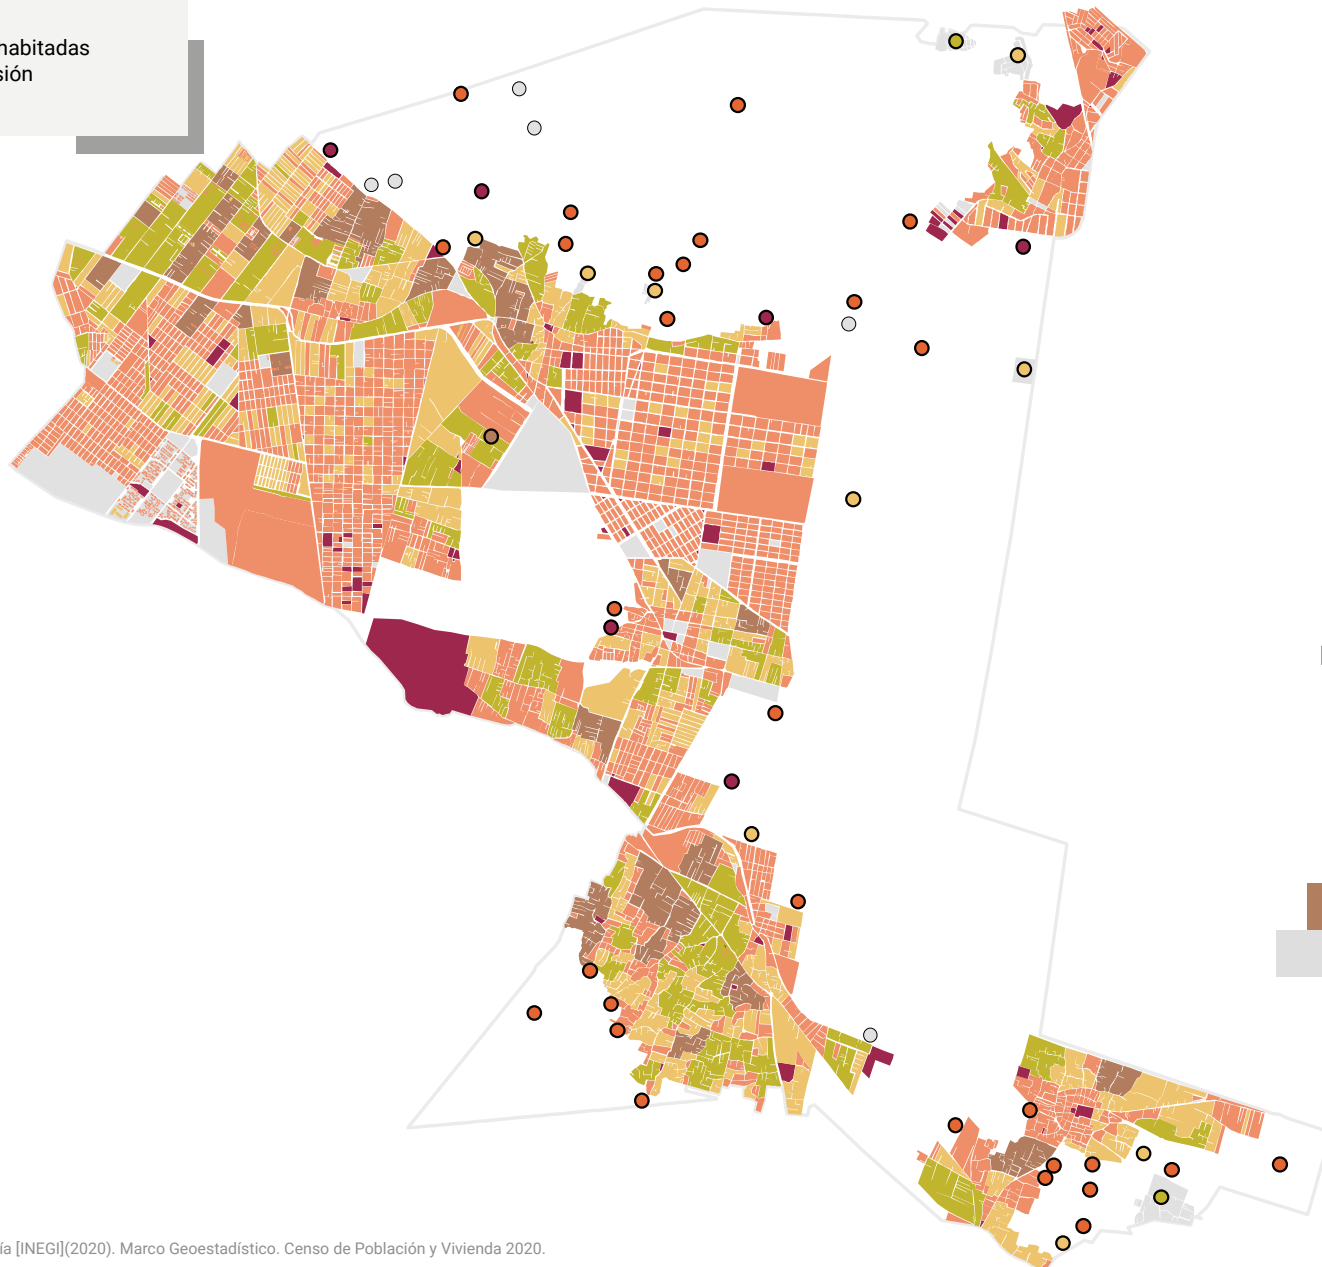 habitadas
sión
ía [INEGI](2020). Marco Geoestadístico. Censo de Población y Vivienda 2020.